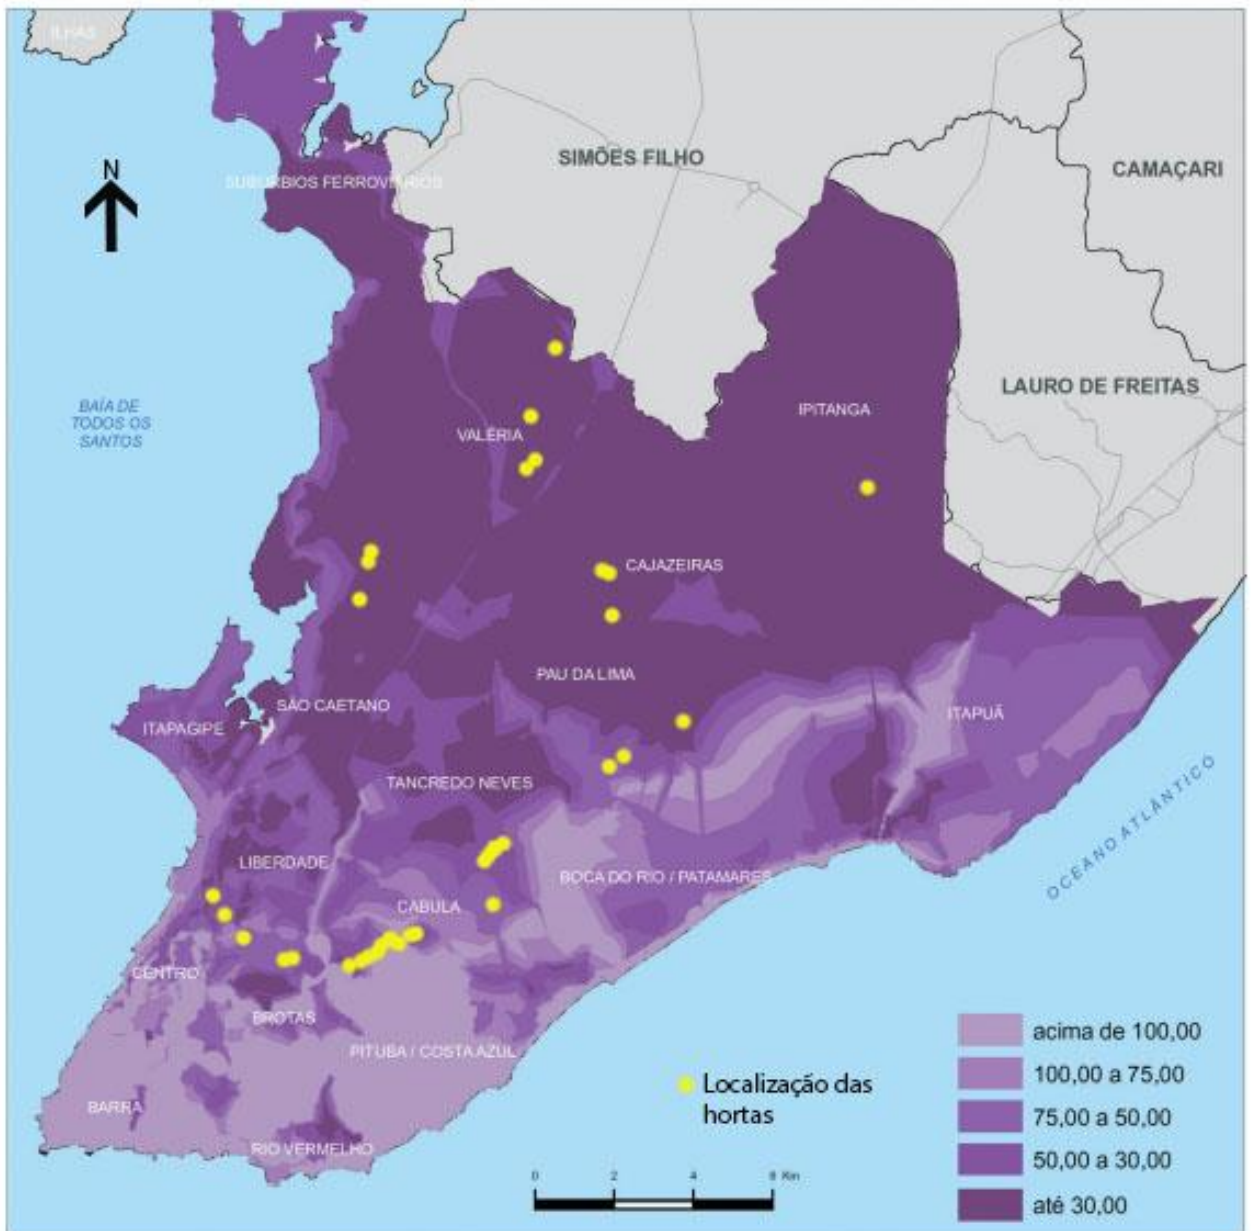 ILHAS
N
SUBÚRBIOS FERROVIÁRIOS
SIMÕES FILHO
CAMAÇARI
LAURO DE FREITAS
BAÍA DE
TODOS OS
SANTOS
IPITANGA
VALÉRIA
CAJAZEIRAS
PAU DA LIMA
SÃO CAETANO
ITAPUÃ
ITAPAGIPE
TANCREDO NEVES
OCEANO ATLÂNTICO
LIBERDADE
BOCA DO RIO / PATAMARES
CABULA
CENTRO
BROTAS
PITUBA / COSTA AZUL
BARRA
RIO VERMELHO
Localização das
hortas
0 2 4 8 Km
acima de 100,00
100,00 a 75,00
75,00 a 50,00
50,00 a 30,00
até 30,00